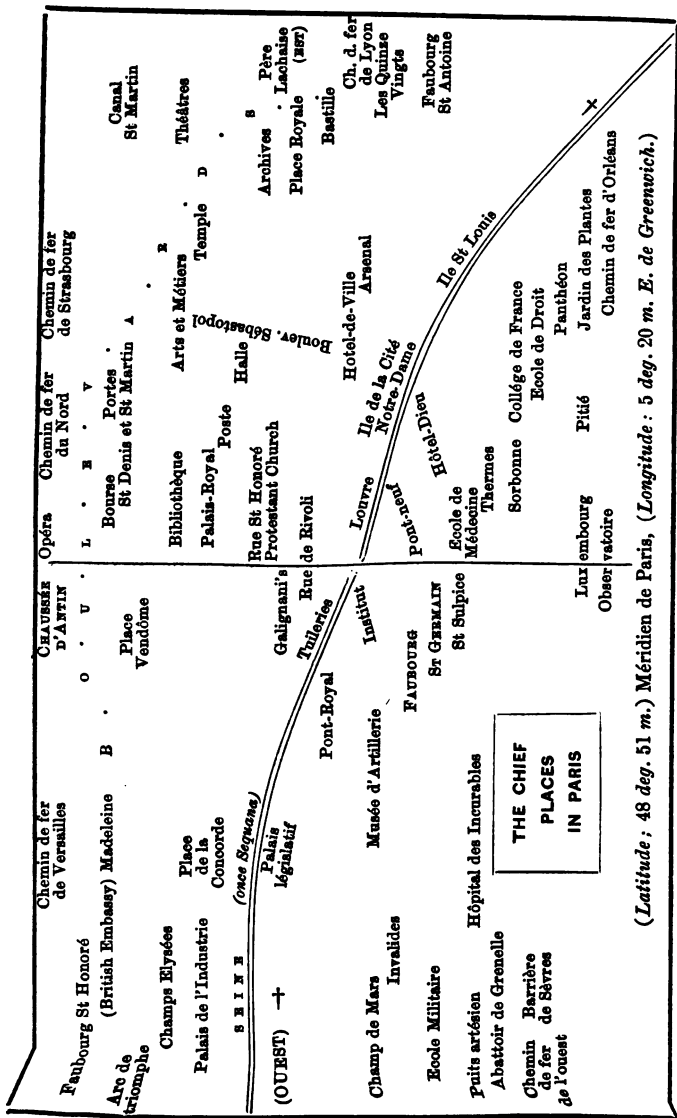 Chemin de fer
de Versailles
CHAUSSÉE
D'ANTIN
Opéra
Chemin de fer
du Nord
Chemin de fer
de Strasbourg
Faubourg St Honoré
(British Embassy) Madeleine
B . O . U . L . E . V . A . R . D . S
Arc de
triomphe
Place
Vendôme
Bourse
Portes
St Denis et St Martin
Canal
St Martin
Champs Elysées
Palais de l'Industrie
Place
de la
Concorde
Bibliothèque
Palais-Royal
Poste
Arts et Métiers
Temple
Théâtres
Boulev. Sébastopol
Halle
Rue St Honoré
Protestant Church
Archives
Place Royale
Père
Lachaise
(EST)
SEINE
(once Sequana)
Galignani's
Rue de Rivoli
Tuileries
Louvre
Hotel-de-Ville
Arsenal
Bastille
Ch. d. fer
de Lyon
Les Quinze
Vingts
Faubourg
St Antoine
(OUEST)
Palais
législatif
Pont-Royal
Institut
Pont-neuf
Ile de la Cité
Notre-Dame
Ile St Louis
Champ de Mars
Invalides
Musée d'Artillerie
FAUBOURG
ST GERMAIN
St Sulpice
Hôtel-Dieu
Ecole Militaire
Ecole de
Médecine
Thermes
Sorbonne
Collége de France
Ecole de Droit
Panthéon
Puits artésien
Abattoir de Grenelle
Hôpital des Incurables
Chemin
de fer
de l'ouest
Barrière
de Sèvres
THE CHIEF
PLACES
IN PARIS
Luxembourg
Observatoire
Pitié
Jardin des Plantes
Chemin de fer d'Orléans
(Latitude; 48 deg. 51 m.) Méridien de Paris, (Longitude: 5 deg. 20 m. E. de Greenwich.)